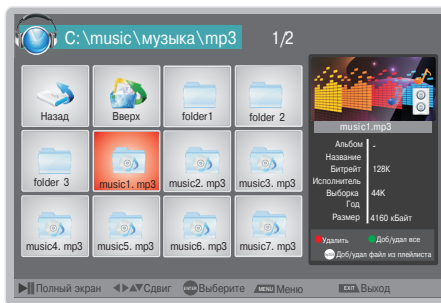 C:\music\музыка\mp3 1/2
Назад Вверх folder1 folder 2
folder 3 music1. mp3 music2. mp3 music3. mp3
music4. mp3 music5. mp3 music6. mp3 music7. mp3
music1.mp3
Альбом -
Название
Битрейт 128K
Исполнитель
Выборка 44K
Год
Размер 4160 кБайт
Удалить Доб/удал все
ENTER Доб/удал файл из плейлиста
Полный экран Сдвиг ENTER Выберите MENU Меню EXIT Выход